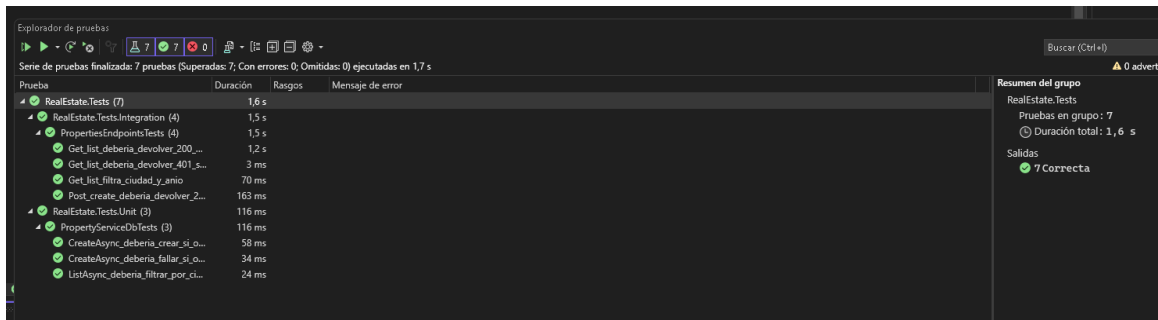 Explorador de pruebas
7 7 0
Buscar (Ctrl+I)
Serie de pruebas finalizada: 7 pruebas (Superadas: 7; Con errores: 0; Omitidas: 0) ejecutadas en 1,7 s
0 advert
Prueba Duración Rasgos Mensaje de error
RealEstate.Tests (7) 1,6 s
RealEstate.Tests.Integration (4) 1,5 s
PropertiesEndpointsTests (4) 1,5 s
Get_list_deberia_devolver_200_... 1,2 s
Get_list_deberia_devolver_401_s... 3 ms
Get_list_filtra_ciudad_y_anio 70 ms
Post_create_deberia_devolver_2... 163 ms
RealEstate.Tests.Unit (3) 116 ms
PropertyServiceDbTests (3) 116 ms
CreateAsync_deberia_crear_si_o... 58 ms
CreateAsync_deberia_fallar_si_o... 34 ms
ListAsync_deberia_filtrar_por_ci... 24 ms
Resumen del grupo
RealEstate.Tests
Pruebas en grupo: 7
Duración total: 1,6 s
Salidas
7 Correcta